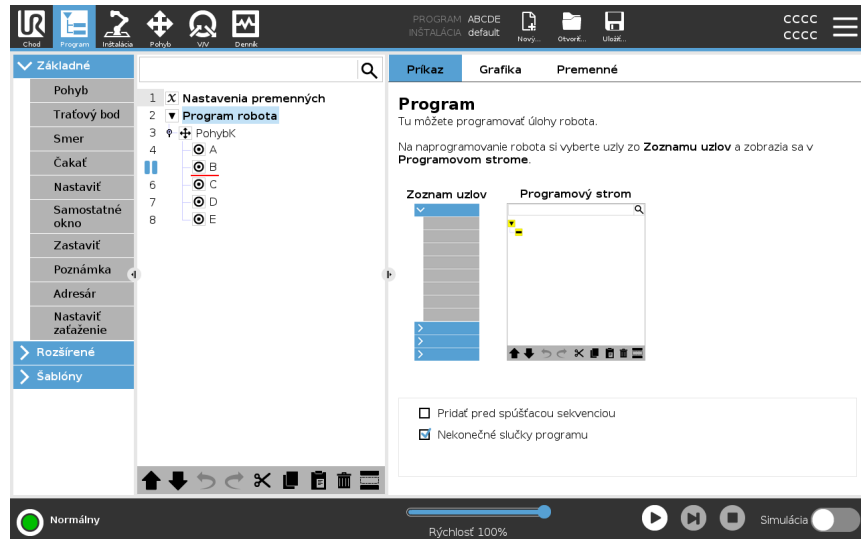 UR
PROGRAM ABCDE
INŠTALÁCIA default
Nový...
Otvoriť...
Uložiť...
CCCC
CCCC
Chod
Program
Inštalácia
Pohyb
V/V
Denník
Základné
Pohyb
Traťový bod
Smer
Čakať
Nastaviť
Samostatné
okno
Zastaviť
Poznámka
Adresár
Nastaviť
zaťaženie
Rozšírené
Šablóny
1 x Nastavenia premenných
2 Program robota
3 PohybK
4 A
B
6 C
7 D
8 E
Príkaz Grafika Premenné
Program
Tu môžete programovať úlohy robota.
Na naprogramovanie robota si vyberte uzly zo Zoznamu uzlov a zobrazia sa v
Programovom strome.
Zoznam uzlov Programový strom
Pridať pred spúšťacou sekvenciou
Nekonečné slučky programu
Normálny
Rýchlosť 100%
Simulácia